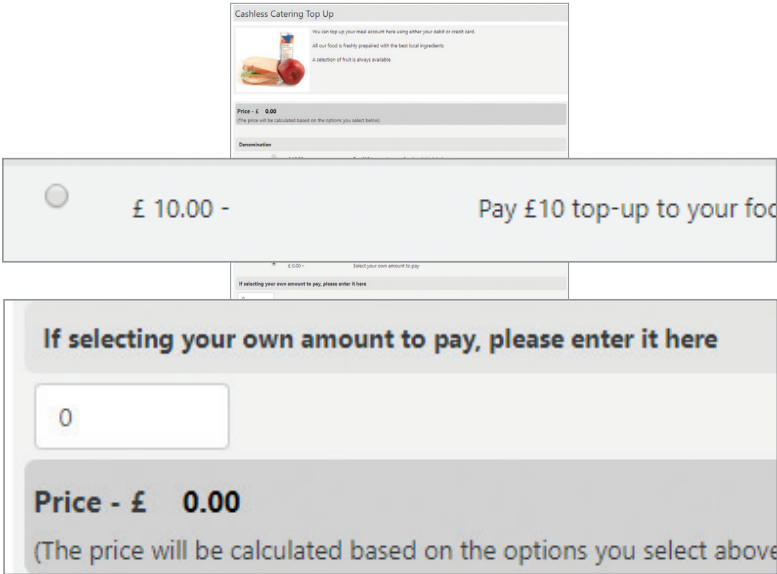 Cashless Catering Top Up
You can top up your meal account here using either your debit or credit card.
All our food is freshly prepaired with the best local ingredients
A selection of fruit is always available
Price - £ 0.00
(The price will be calculated based on the options you select below)
Denomination
£ 10.00 -
Pay £10 top-up to your foo
£ 0.00 -
Select your own amount to pay
If selecting your own amount to pay, please enter it here
If selecting your own amount to pay, please enter it here
0
Price - £ 0.00
(The price will be calculated based on the options you select above